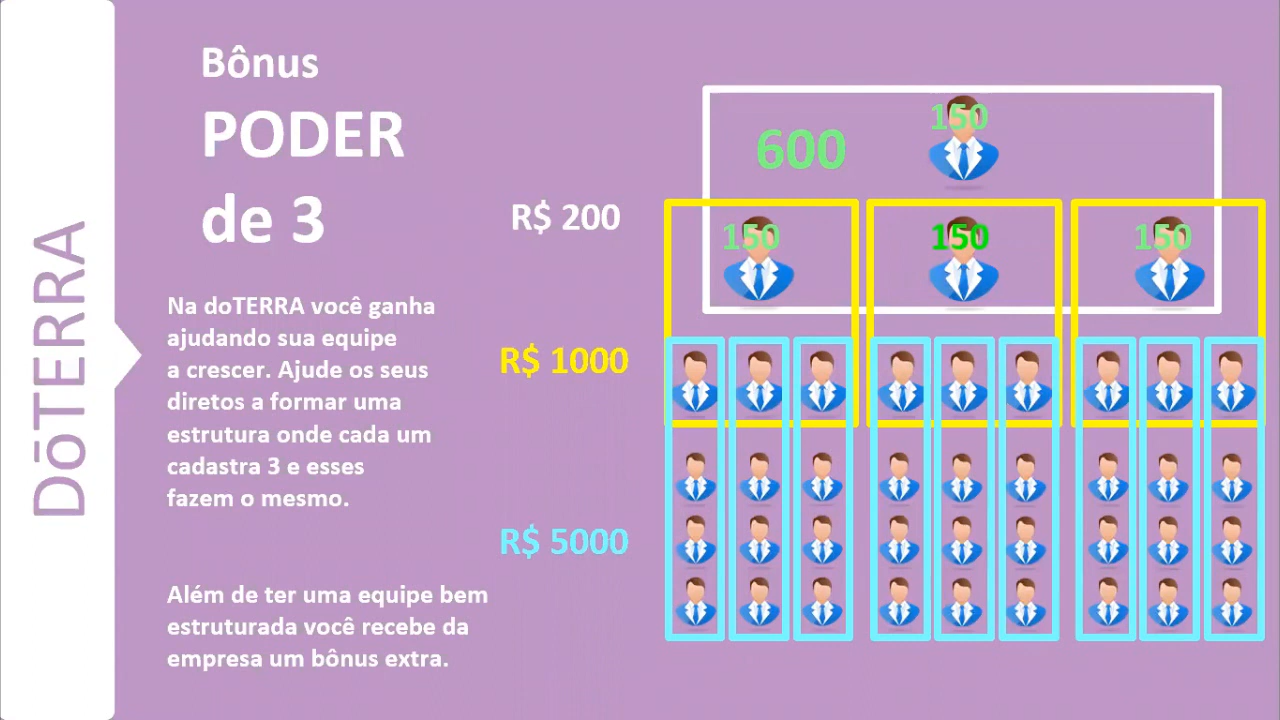 DōTERRA
Bônus
PODER
de 3
Na doTERRA você ganha
ajudando sua equipe
a crescer. Ajude os seus
diretos a formar uma
estrutura onde cada um
cadastra 3 e esses
fazem o mesmo.
Além de ter uma equipe bem
estruturada você recebe da
empresa um bônus extra.
R$ 200
R$ 1000
R$ 5000
600
150
150
150
150